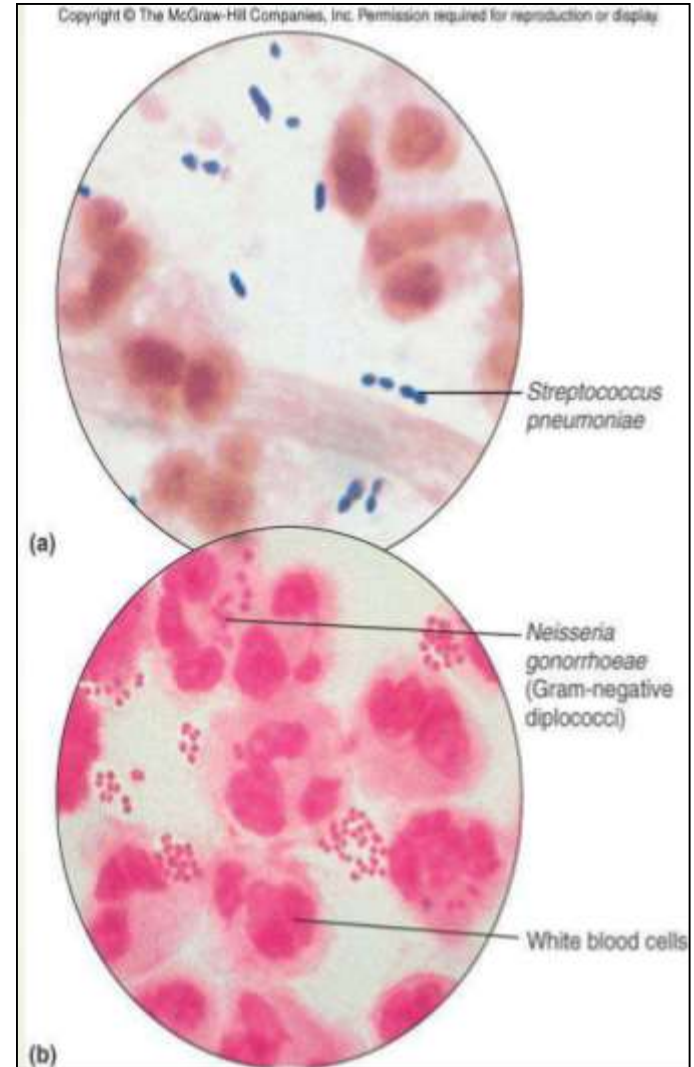 Copyright © The McGraw-Hill Companies, Inc. Permission required for reproduction or display.
Streptococcus
pneumoniae
(a)
Neisseria
gonorrhoeae
(Gram-negative
diplococci)
White blood cells
(b)